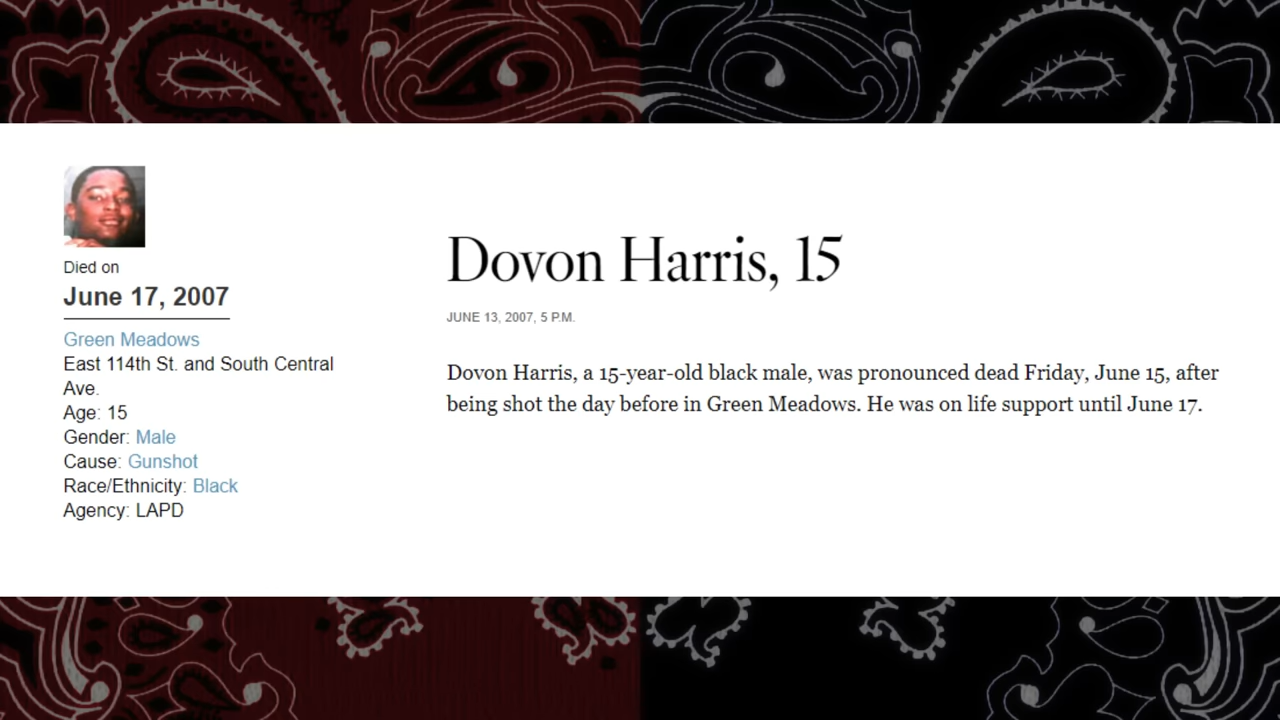 Died on
June 17, 2007
Green Meadows
East 114th St. and South Central
Ave.
Age: 15
Gender: Male
Cause: Gunshot
Race/Ethnicity: Black
Agency: LAPD
Dovon Harris, 15
JUNE 13, 2007, 5 P.M.
Dovon Harris, a 15-year-old black male, was pronounced dead Friday, June 15, after
being shot the day before in Green Meadows. He was on life support until June 17.